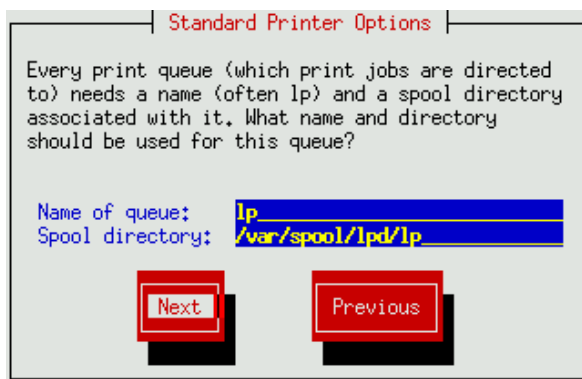 Standard Printer Options
Every print queue (which print jobs are directed
to) needs a name (often lp) and a spool directory
associated with it. What name and directory
should be used for this queue?
Name of queue: lp
Spool directory: /var/spool/lpd/lp
Next Previous